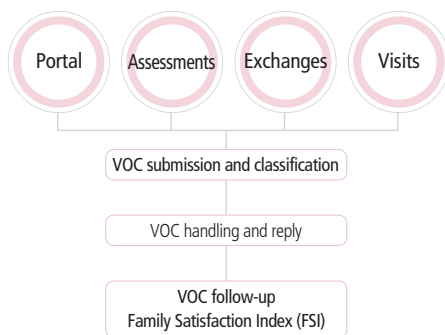 Portal
Assessments
Exchanges
Visits
VOC submission and classification
VOC handling and reply
VOC follow-up
Family Satisfaction Index (FSI)